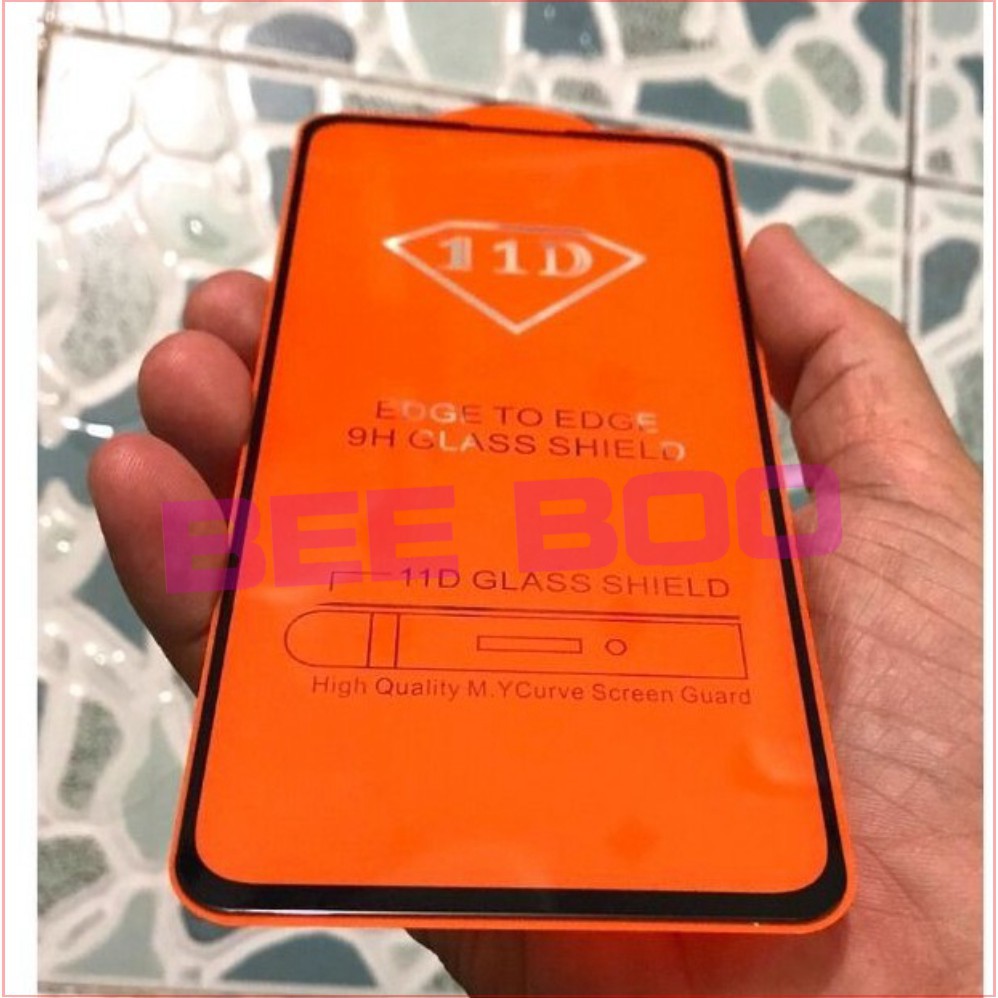 11D
EDGE TO EDGE
9H GLASS SHIELD
BEE BOO
11D GLASS SHIELD
High Quality M.YCurve Screen Guard